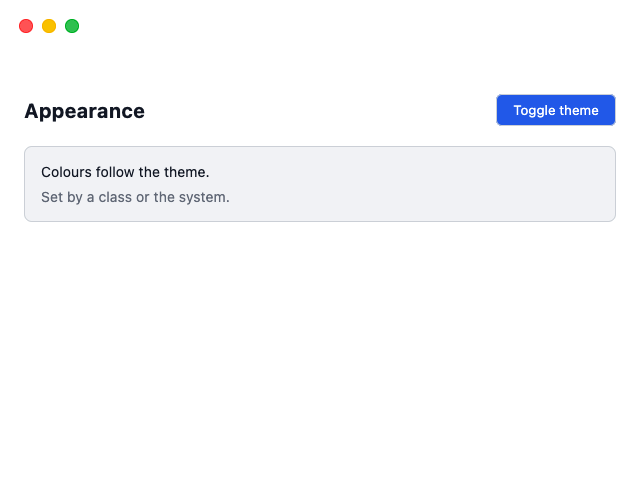 Appearance
Toggle theme
Colours follow the theme.
Set by a class or the system.